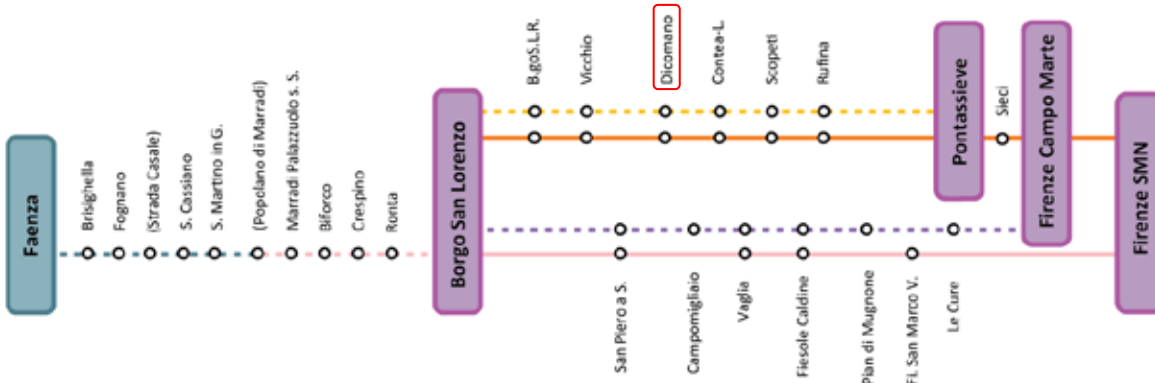 Faenza
Brisighella
Fognano
(Strada Casale)
S. Cassiano
S. Martino in G.
(Popolano di Marradi)
Marradi Palazzuolo s. S.
Biforco
Crespino
Ronta
Borgo San Lorenzo
B.goS.L.R.
Vicchio
Dicomano
Contea-L.
Scopeti
Rufina
Pontassieve
Sieci
Firenze Campo Marte
Firenze SMN
San Piero a S.
Campomigliaio
Vaglia
Fiesole Caldine
Pian di Mugnone
Fi. San Marco V.
Le Cure